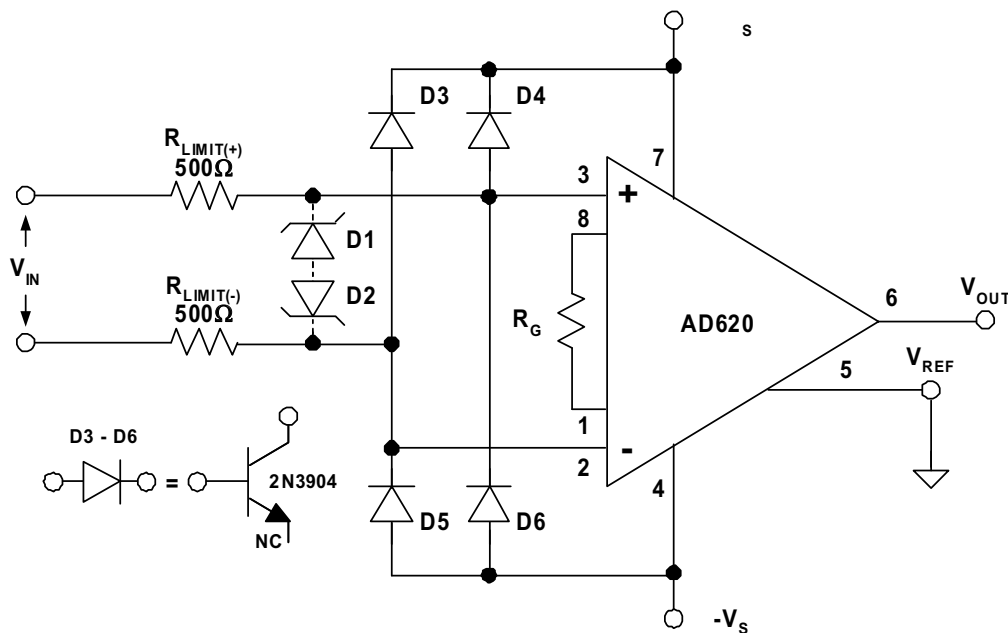 S
D3
D4
R LIMIT(+)
500Ω
7
3
+
8
D1
V IN
D2
R LIMIT(-)
500Ω
R G
AD620
6
V OUT
5
V REF
1
-
2
4
D3 - D6
=
2N3904
NC
D5
D6
-V S